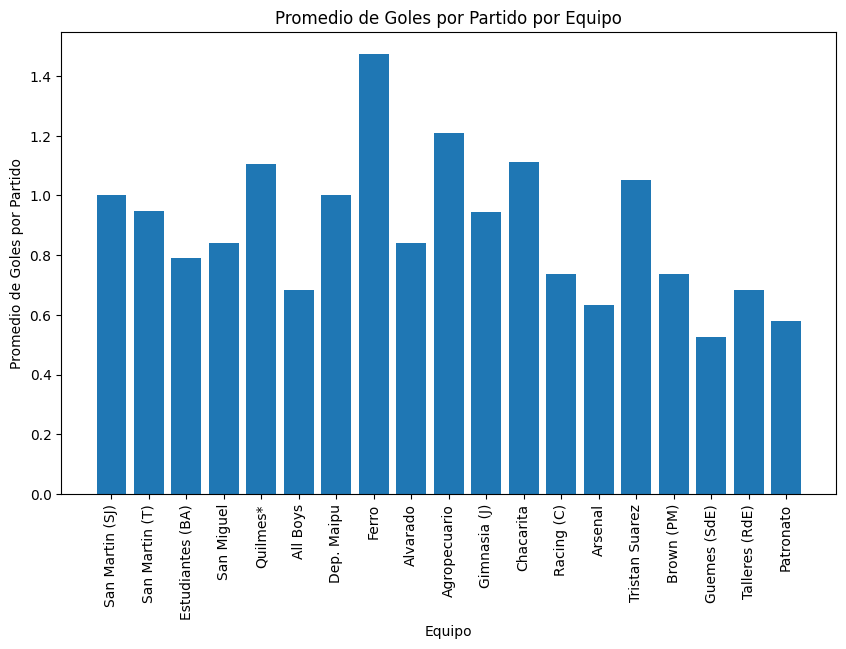 Promedio de Goles por Partido por Equipo
Promedio de Goles por Partido
1.4
1.2
1.0
0.8
0.6
0.4
0.2
0.0
San Martin (SJ)
San Martin (T)
Estudiantes (BA)
San Miguel
Quilmes*
All Boys
Dep. Maipu
Ferro
Alvarado
Agropecuario
Gimnasia (J)
Chacarita
Racing (C)
Arsenal
Tristan Suarez
Brown (PM)
Guemes (SdE)
Talleres (RdE)
Patronato
Equipo